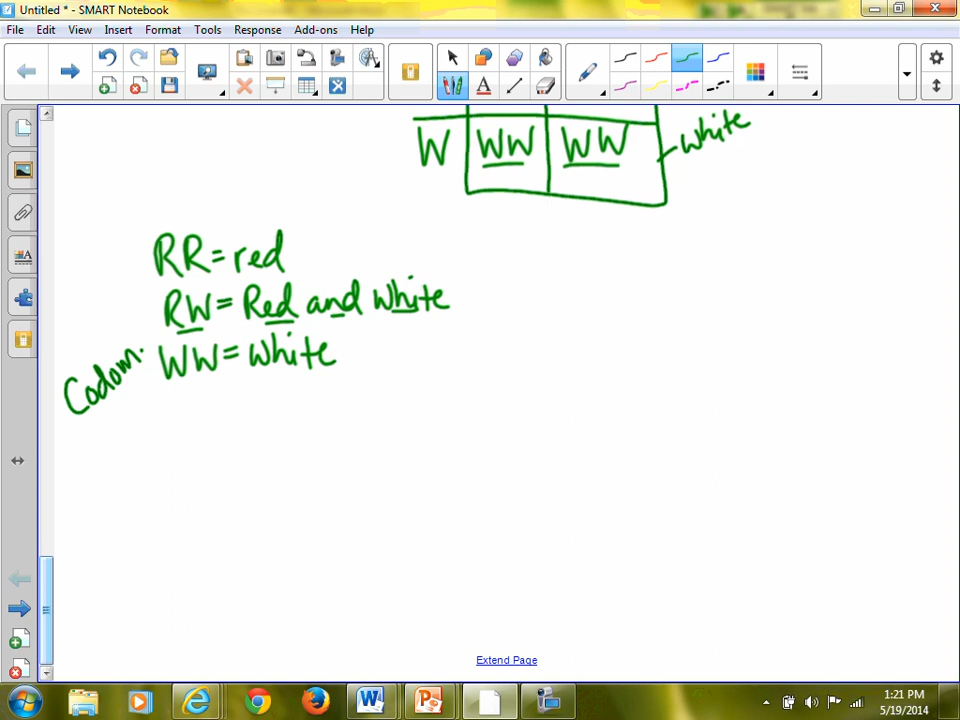 Untitled * - SMART Notebook
File Edit View Insert Format Tools Response Add-ons Help
W WW WW white
RR = red
RW = Red and white
Codom. WW = white
Extend Page
1:21 PM
5/19/2014